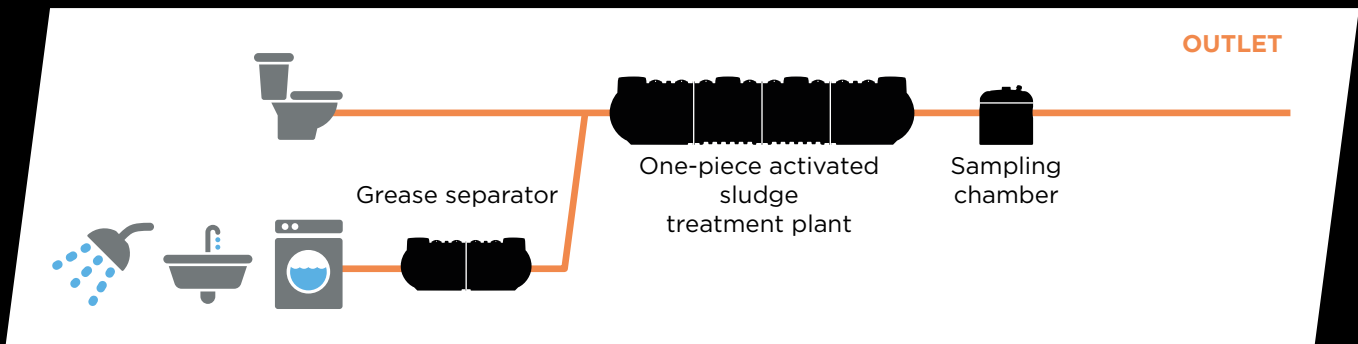 OUTLET
Grease separator
One-piece activated
sludge
treatment plant
Sampling
chamber